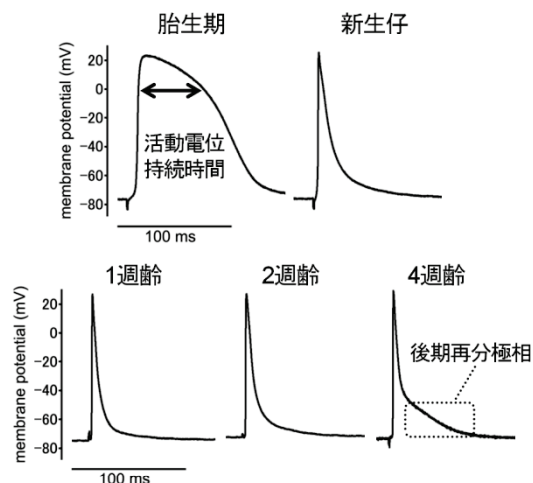 胎生期
新生仔
membrane potential (mV)
20
0
−20
−40
−60
−80
活動電位
持続時間
100 ms
1週齢
2週齢
4週齢
membrane potential (mV)
20
0
−20
−40
−60
−80
後期再分極相
100 ms